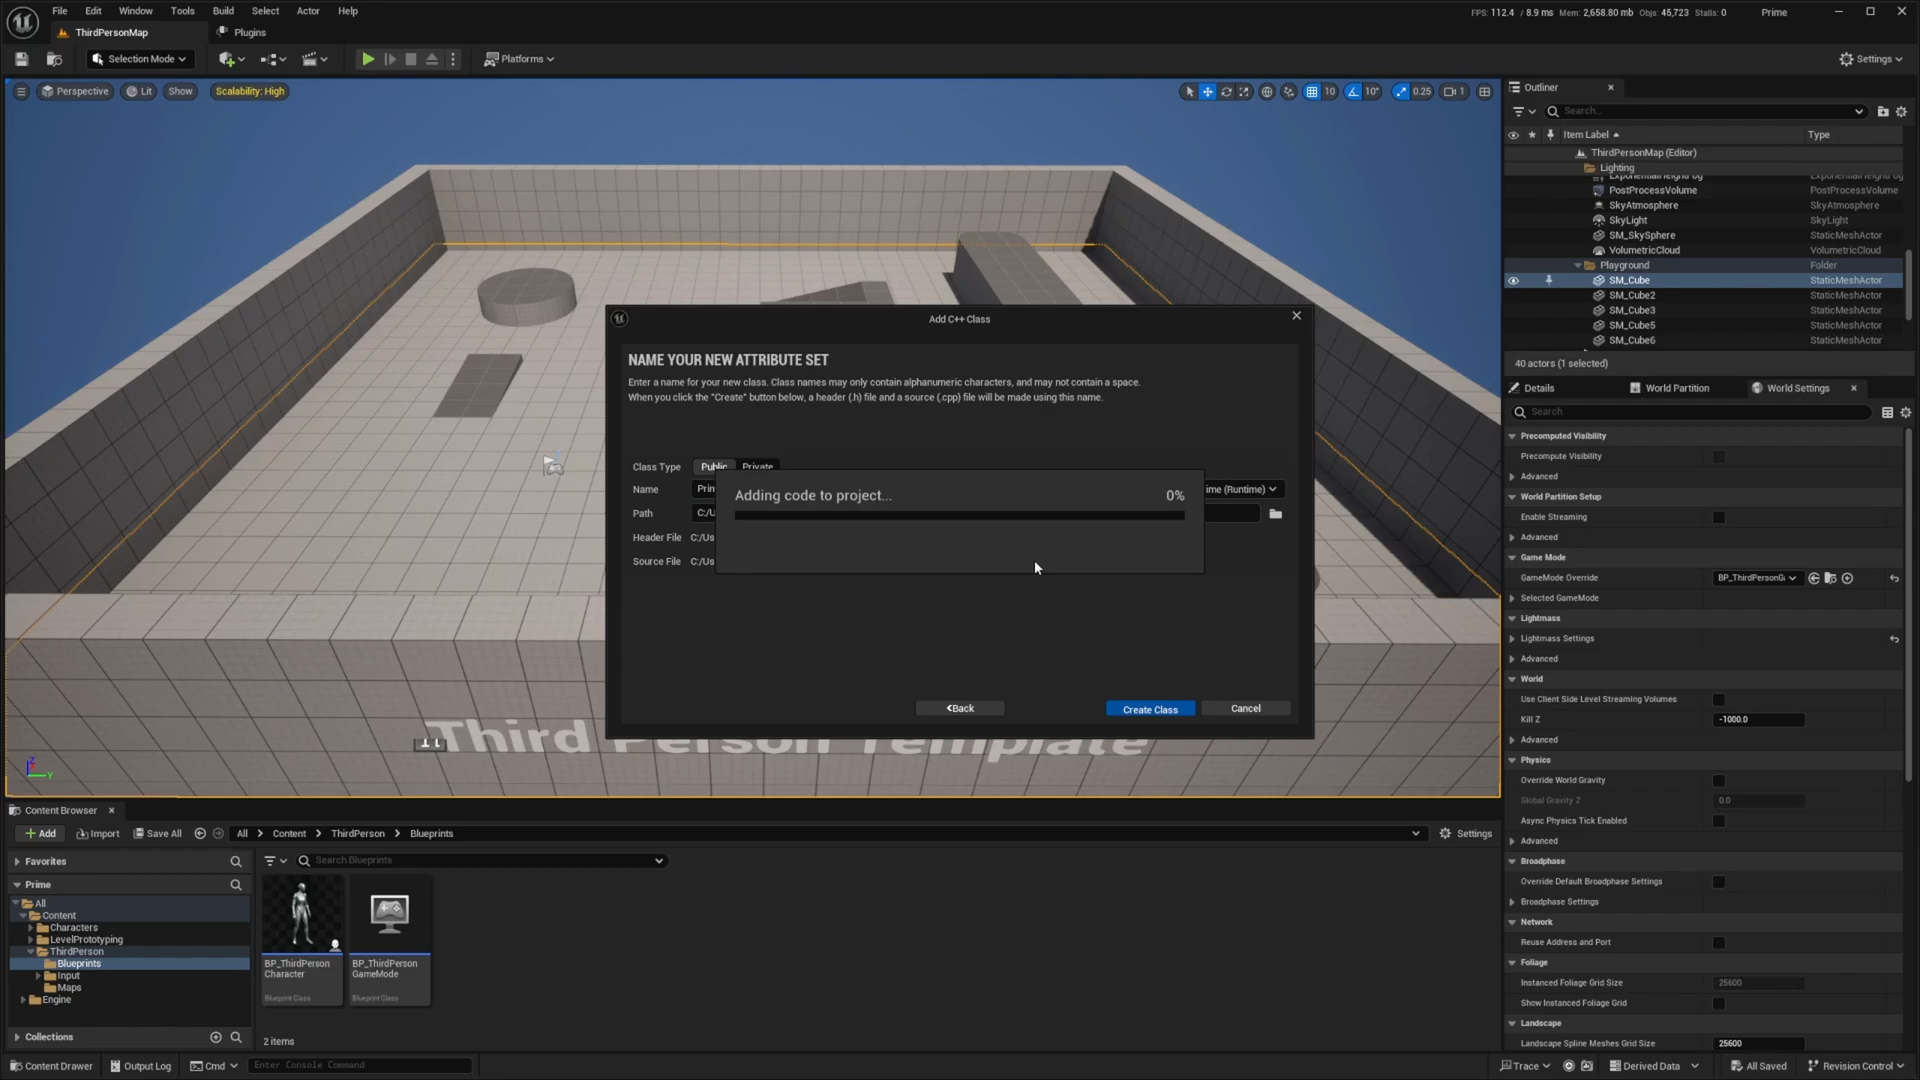 File Edit Window Tools Build Select Actor Help
FPS: 112.4 / 8.9 ms Mem: 2,658.80 mb Objs: 45,723 Stalls: 0 Prime
ThirdPersonMap Plugins
Selection Mode Platforms Settings
Perspective Lit Show Scalability: High 10 10° 0.25 1
Outliner
Search...
Item Label Type
ThirdPersonMap (Editor)
Lighting
ExponentialHeightFog
PostProcessVolume PostProcessVolume
SkyAtmosphere SkyAtmosphere
SkyLight SkyLight
SM_SkySphere StaticMeshActor
VolumetricCloud VolumetricCloud
Playground Folder
SM_Cube StaticMeshActor
SM_Cube2 StaticMeshActor
SM_Cube3 StaticMeshActor
SM_Cube5 StaticMeshActor
SM_Cube6 StaticMeshActor
40 actors (1 selected)
Details World Partition World Settings
Search
Precomputed Visibility
Precompute Visibility
Advanced
World Partition Setup
Enable Streaming
Advanced
Game Mode
GameMode Override BP_ThirdPersonG
Selected GameMode
Lightmass
Lightmass Settings
Advanced
World
Use Client Side Level Streaming Volumes
Kill Z -1000.0
Advanced
Physics
Override World Gravity
Global Gravity Z 0.0
Async Physics Tick Enabled
Advanced
Broadphase
Override Default Broadphase Settings
Broadphase Settings
Network
Reuse Address and Port
Foliage
Instanced Foliage Grid Size 25600
Show Instanced Foliage Grid
Landscape
Landscape Spline Meshes Grid Size 25600
Add C++ Class
NAME YOUR NEW ATTRIBUTE SET
Enter a name for your new class. Class names may only contain alphanumeric characters, and may not contain a space.
When you click the "Create" button below, a header (.h) file and a source (.cpp) file will be made using this name.
Class Type Public Private
Name Prim ime (Runtime)
Path C:/U
Header File C:/Us
Source File C:/Us
Adding code to project... 0%
Back Create Class Cancel
Third Person Template
Z Y
Content Browser
Add Import Save All All Content ThirdPerson Blueprints Settings
Favorites
Search Blueprints
Prime
All
Content
Characters
LevelPrototyping
ThirdPerson
Blueprints
Input
Maps
Engine
Collections
BP_ThirdPerson
Character
Blueprint Class
BP_ThirdPerson
GameMode
Blueprint Class
2 items
Content Drawer Output Log Cmd Enter Console Command Trace Derived Data All Saved Revision Control